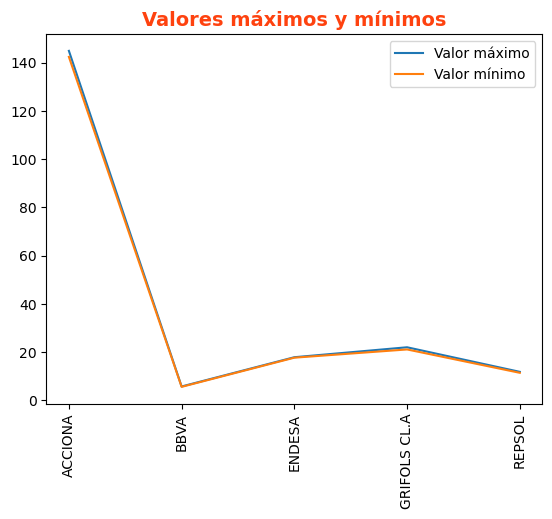 Valores máximos y mínimos
Valor máximo
Valor mínimo
140
120
100
80
60
40
20
0
ACCIONA
BBVA
ENDESA
GRIFOLS CL.A
REPSOL